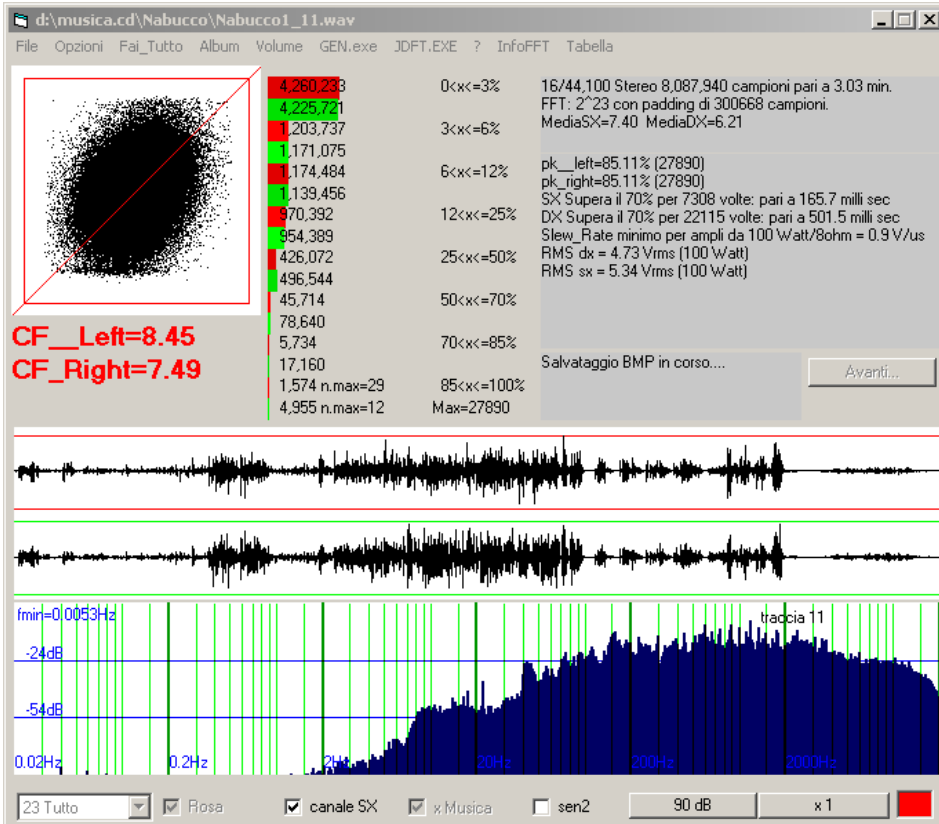 d:\musica.cd\Nabucco\Nabucco1_11.wav
File Opzioni Fai_Tutto Album Volume GEN.exe JDFT.EXE ? InfoFFT Tabella
4,260,233 0<x<=3%
4,225,721
1,203,737 3<x<=6%
1,171,075
1,174,484 6<x<=12%
1,139,456
970,392 12<x<=25%
954,389
426,072 25<x<=50%
496,544
45,714 50<x<=70%
78,640
5,734 70<x<=85%
17,160
1,574 n.max=29 85<x<=100%
4,955 n.max=12 Max=27890
16/44,100 Stereo 8,087,940 campioni pari a 3.03 min.
FFT: 2^23 con padding di 300668 campioni.
MediaSX=7.40 MediaDX=6.21
pk__left=85.11% (27890)
pk_right=85.11% (27890)
SX Supera il 70% per 7308 volte: pari a 165.7 milli sec
DX Supera il 70% per 22115 volte: pari a 501.5 milli sec
Slew_Rate minimo per ampli da 100 Watt/8ohm = 0.9 V/us
RMS dx = 4.73 Vrms (100 Watt)
RMS sx = 5.34 Vrms (100 Watt)
CF__Left=8.45
CF_Right=7.49
Salvataggio BMP in corso....
Avanti...
fmin=0.0053Hz
traccia 11
-24dB
-54dB
0.02Hz 0.2Hz 2Hz 20Hz 200Hz 2000Hz
23 Tutto Rosa canale SX x Musica sen2 90 dB x 1